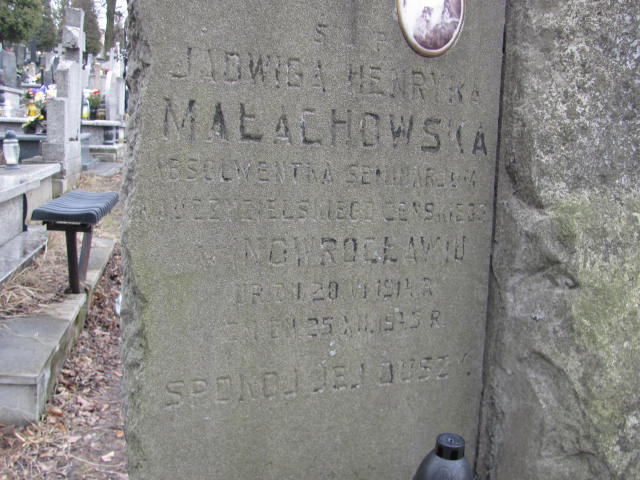 Ś P
JADWIGA HENRYKA
MAŁACHOWSKA
ABSOLWENTKA SEMINARJUM
NAUCZYCIELSKIEGO ŻEŃSKIEGO
W INOWROCŁAWIU
UR DN 20 VI 1914 R
ZM DN 25 1945 R
SPOKÓJ JEJ DUSZY